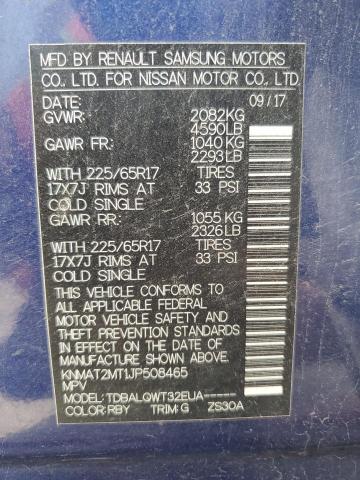 MFD BY RENAULT SAMSUNG MOTORS
CO., LTD. FOR NISSAN MOTOR CO., LTD.
DATE: 09/17
GVWR: 2082KG
4590LB
GAWR FR: 1040 KG
2293LB
WITH 225/65R17 TIRES
17X7J RIMS AT 33 PSI
COLD SINGLE
GAWR RR: 1055 KG
2326LB
WITH 225/65R17 TIRES
17X7J RIMS AT 33 PSI
COLD SINGLE
THIS VEHICLE CONFORMS TO
ALL APPLICABLE FEDERAL
MOTOR VEHICLE SAFETY AND
THEFT PREVENTION STANDARDS
IN EFFECT ON THE DATE OF
MANUFACTURE SHOWN ABOVE.
KNMAT2MT1JP508465
MPV
MODEL: TDBALQWT32EUA-----
COLOR:RBY TRIM:G ZS30A